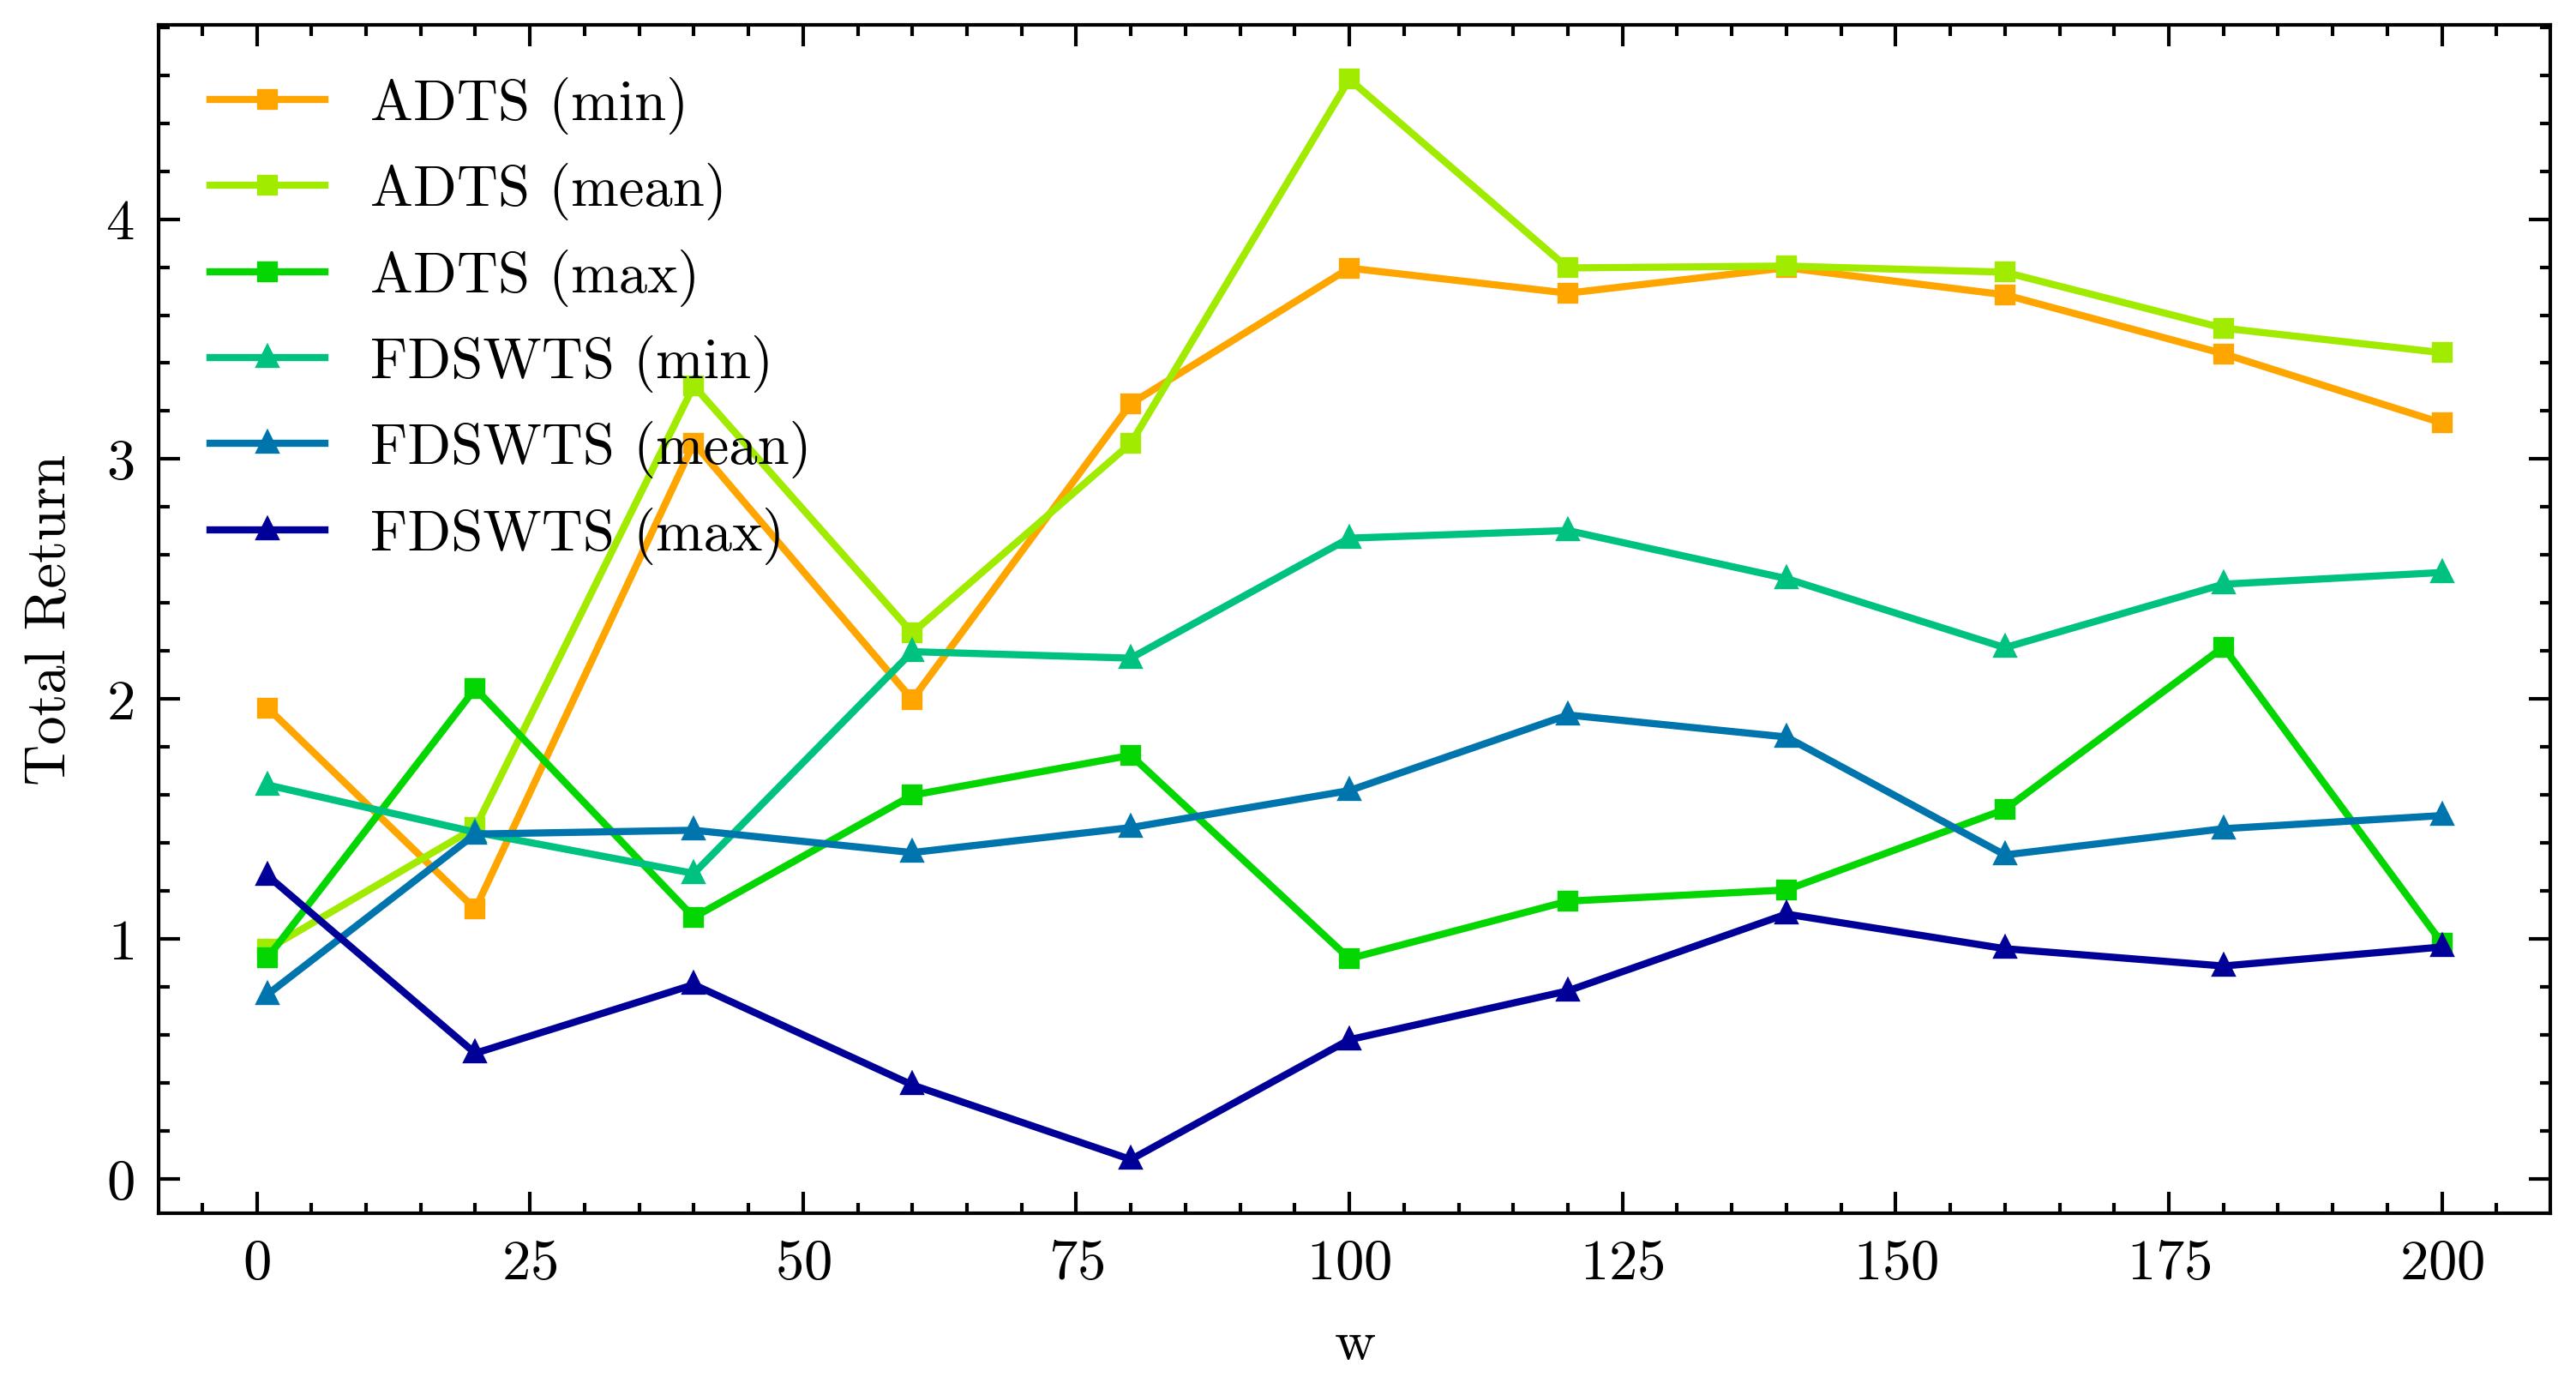 ADTS (min)
ADTS (mean)
ADTS (max)
FDSWTS (min)
FDSWTS (mean)
FDSWTS (max)
Total Return
4
3
2
1
0
0 25 50 75 100 125 150 175 200
w